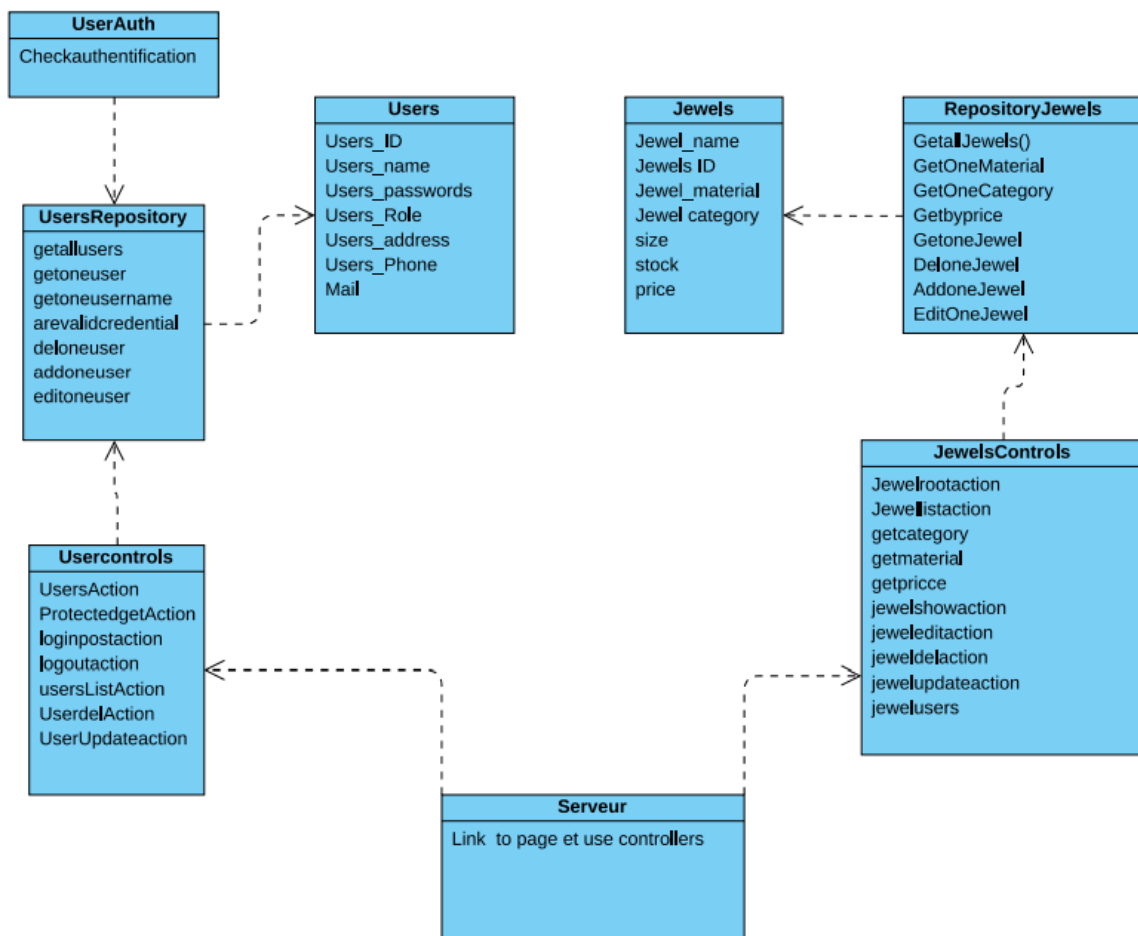 UserAuth
Checkauthentification
Users
Users_ID
Users_name
Users_passwords
Users_Role
Users_address
Users_Phone
Mail
Jewels
Jewel_name
Jewels ID
Jewel_material
Jewel category
size
stock
price
RepositoryJewels
GetallJewels()
GetOneMaterial
GetOneCategory
Getbyprice
GetoneJewel
DeloneJewel
AddoneJewel
EditOneJewel
UsersRepository
getallusers
getoneuser
getoneusername
arevalidcredential
deloneuser
addoneuser
editoneuser
JewelsControls
Jewelrootaction
Jewellistaction
getcategory
getmaterial
getpricce
jewelshowaction
jeweleditaction
jeweldelaction
jewelupdateaction
jewelusers
Usercontrols
UsersAction
ProtectedgetAction
loginpostaction
logoutaction
usersListAction
UserdelAction
UserUpdateaction
Serveur
Link to page et use controllers